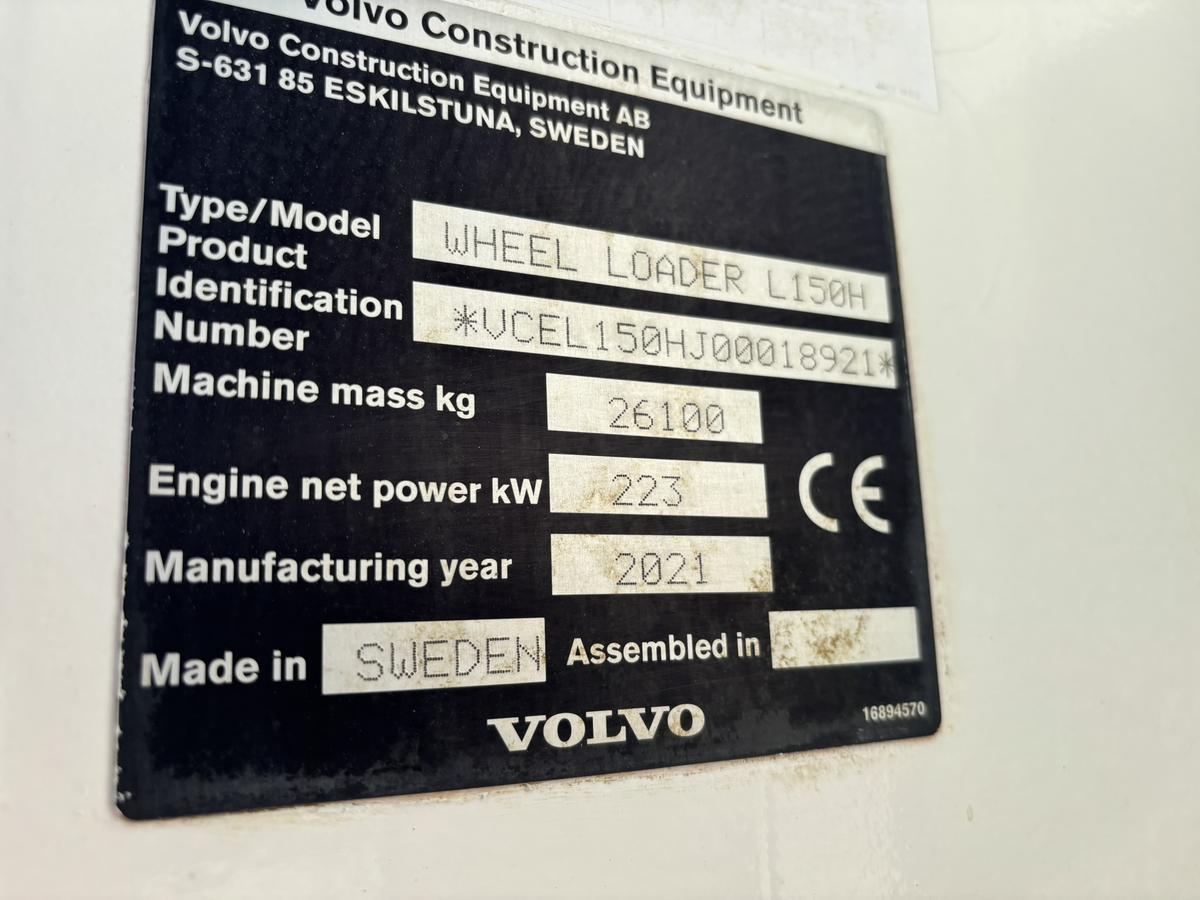 Volvo Construction Equipment
Volvo Construction Equipment AB
S-631 85 ESKILSTUNA, SWEDEN
Type/Model WHEEL LOADER L150H
Product
Identification
Number *VCEL150HJ00018921*
Machine mass kg 26100
Engine net power kW 223
CE
Manufacturing year 2021
Made in SWEDEN Assembled in
VOLVO
16894570